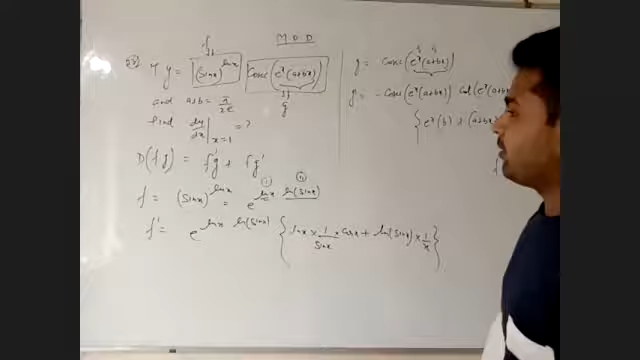 M.O.D
f
If y = (sinx)^lnx Cosec(e^x(a+bx))
g
and a+b = π/2e
find dy/dx|x=1 = ?
D(fg) = f'g + fg'
f = (sinx)^lnx = e^lnx ln(sinx)
f' = e^lnx ln(sinx) { lnx × 1/sinx × cosx + ln(sinx) × 1/x }
g = Cosec(e^x(a+bx))
g = - Cosec(e^x(a+bx)) Cot(e^x(a+bx
{ e^x(b) + (a+bx